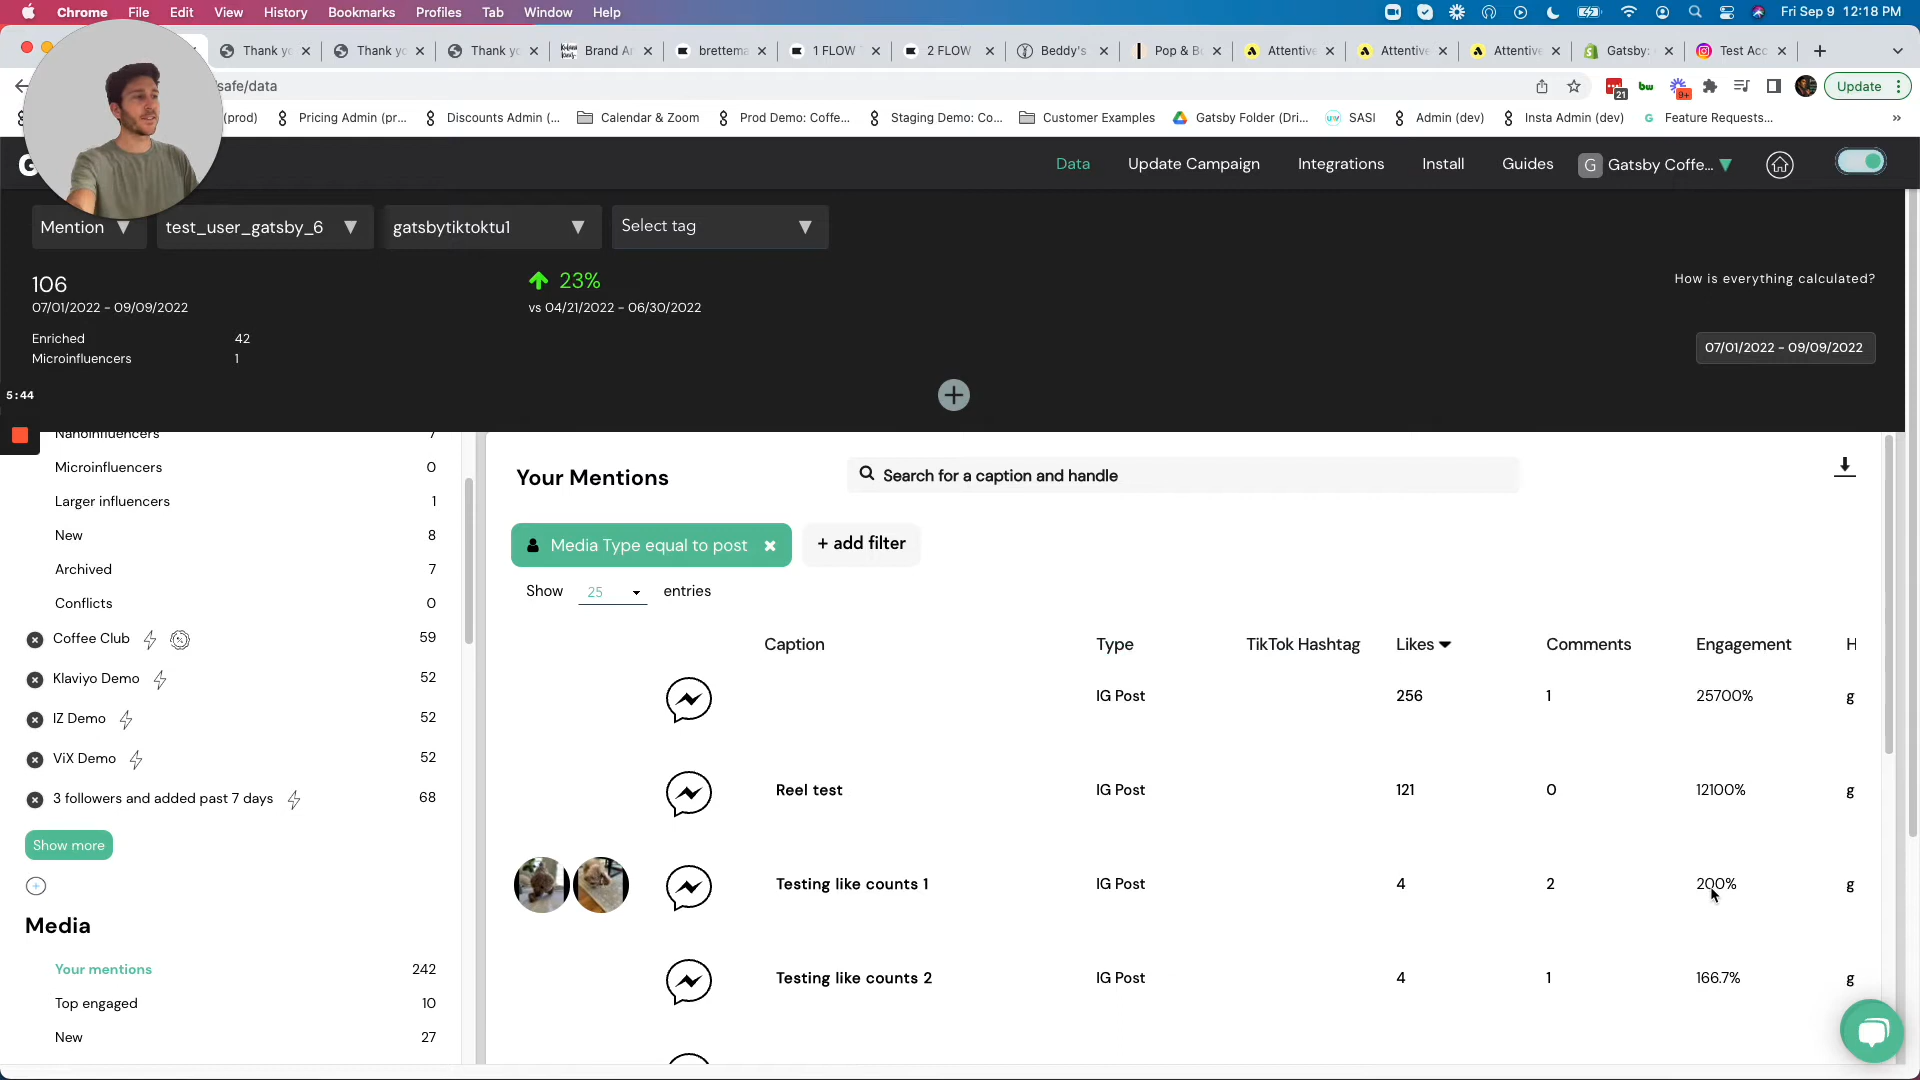 Chrome File Edit View History Bookmarks Profiles Tab Window Help Fri Sep 9 12:18 PM
Thank yo Thank yo Thank yo Brand Am brettema 1 FLOW 2 FLOW Beddy's Pop & Bo Attentive Attentive Attentive Gatsby: Test Acc
safe/data 21 bw 9+ Update
(prod) Pricing Admin (pr... Discounts Admin (... Calendar & Zoom Prod Demo: Coffe... Staging Demo: Co... Customer Examples Gatsby Folder (Dri... SASI Admin (dev) Insta Admin (dev) Feature Requests... »
G Data Update Campaign Integrations Install Guides G Gatsby Coffe...
Mention test_user_gatsby_6 gatsbytiktoktu1 Select tag
106 23% How is everything calculated?
07/01/2022 - 09/09/2022 vs 04/21/2022 - 06/30/2022
Enriched 42
Microinfluencers 1 07/01/2022 - 09/09/2022
5:44
Nanoinfluencers 7
Microinfluencers 0
Larger influencers 1
New 8
Archived 7
Conflicts 0
Coffee Club 59
Klaviyo Demo 52
IZ Demo 52
ViX Demo 52
3 followers and added past 7 days 68
Show more
Media
Your mentions 242
Top engaged 10
New 27
Your Mentions Search for a caption and handle
Media Type equal to post + add filter
Show 25 entries
Caption Type TikTok Hashtag Likes Comments Engagement H
IG Post 256 1 25700% g
Reel test IG Post 121 0 12100% g
Testing like counts 1 IG Post 4 2 200% g
Testing like counts 2 IG Post 4 1 166.7% g